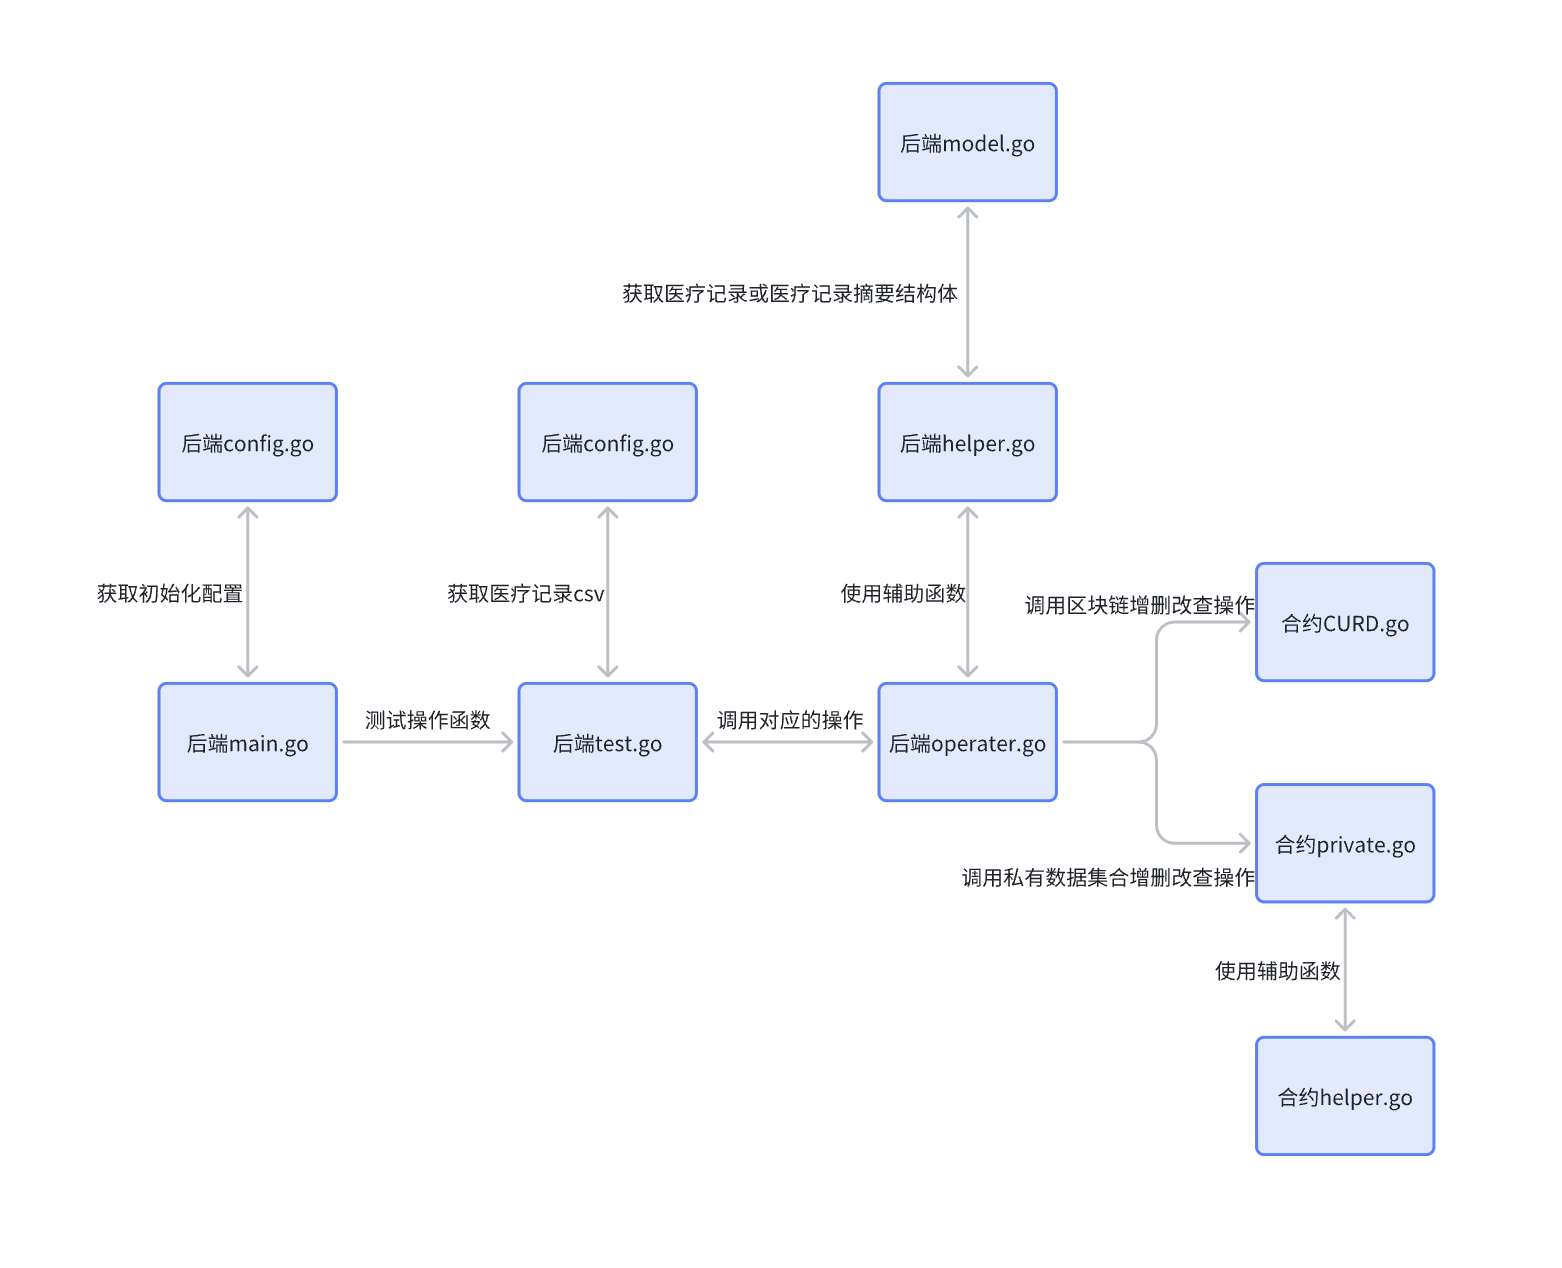 后端model.go
获取医疗记录或医疗记录摘要结构体
后端config.go
后端config.go
后端helper.go
获取初始化配置
获取医疗记录csv
使用辅助函数
调用区块链增删改查操作
合约CURD.go
后端main.go
测试操作函数
后端test.go
调用对应的操作
后端operater.go
合约private.go
调用私有数据集合增删改查操作
使用辅助函数
合约helper.go